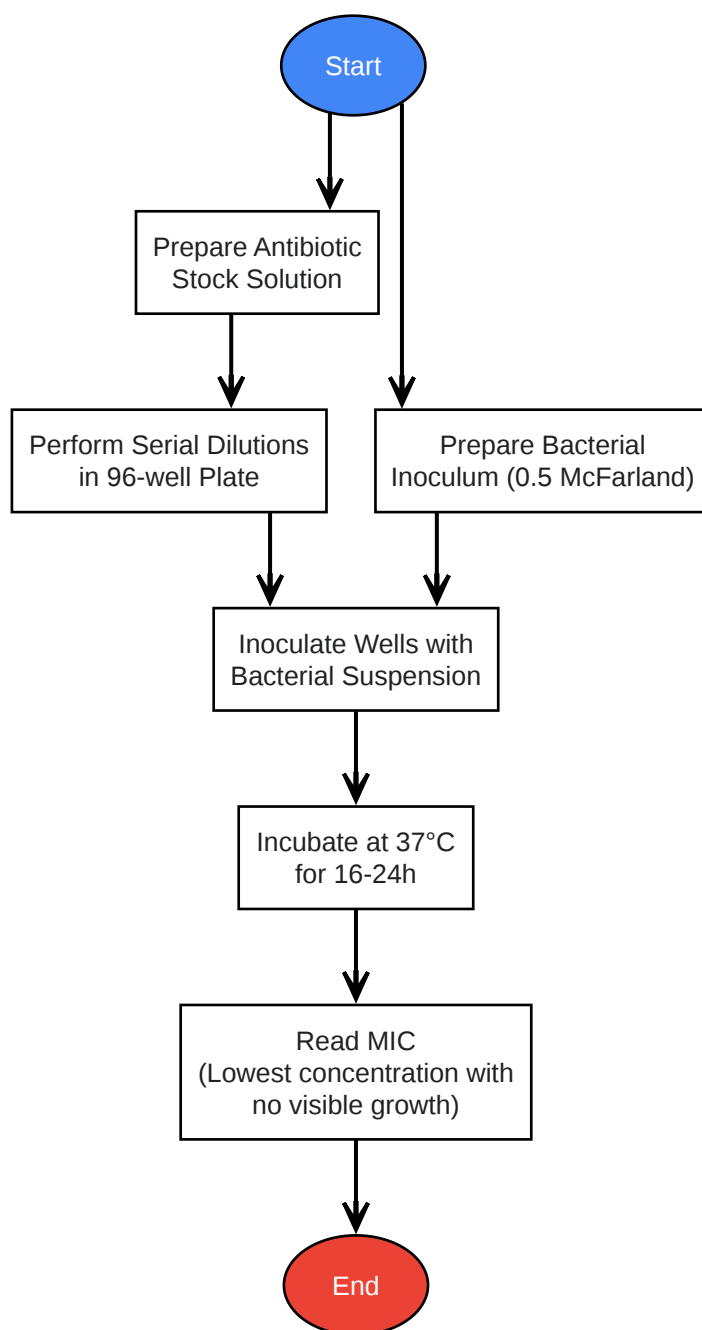 Start
Prepare Antibiotic
Stock Solution
Perform Serial Dilutions
in 96-well Plate
Prepare Bacterial
Inoculum (0.5 McFarland)
Inoculate Wells with
Bacterial Suspension
Incubate at 37°C
for 16-24h
Read MIC
(Lowest concentration with
no visible growth)
End